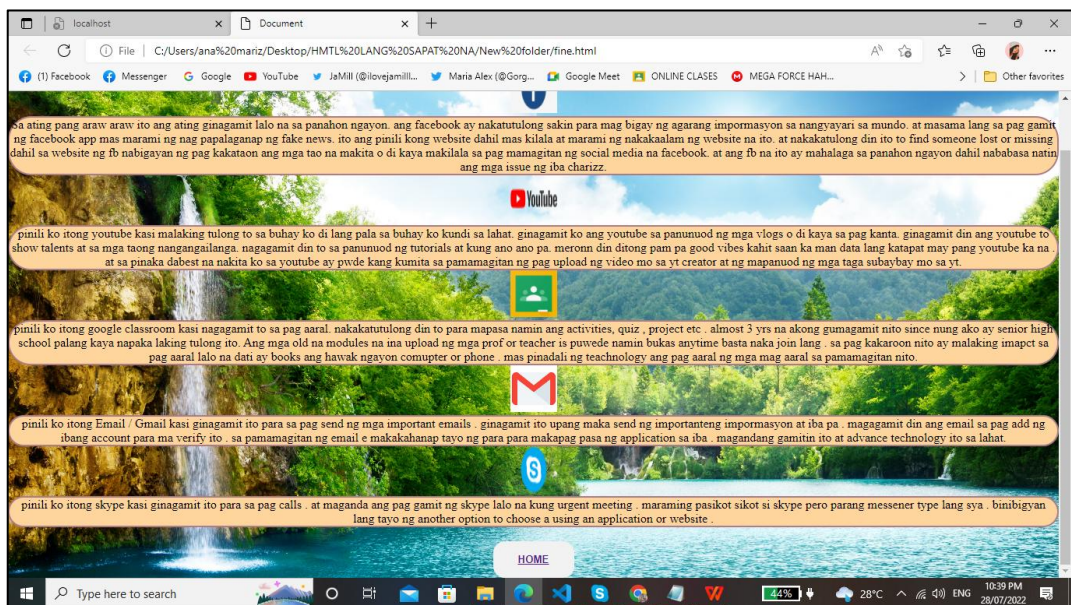 localhost
Document
File
C:/Users/ana%20mariz/Desktop/HMTL%20LANG%20SAPAT%20NA/New%20folder/fine.html
(1) Facebook
Messenger
Google
YouTube
JaMill (@ilovejamilll...
Maria Alex (@Gorg...
Google Meet
ONLINE CLASES
MEGA FORCE HAH...
Other favorites
sa ating pang araw araw ito ang ating ginagamit lalo na sa panahon ngayon. ang facebook ay nakatutulong sakin para mag bigay ng agarang impormasyon sa nangyayari sa mundo. at masama lang sa pag gamit
ng facebook app mas marami ng nag papalaganap ng fake news. ito ang pinili kong website dahil mas kilala at marami ng nakakaalam ng website na ito. at nakakatulong din ito to find someone lost or missing
dahil sa website ng fb nabigayan ng pag kakataon ang mga tao na makita o di kaya makilala sa pag mamagitan ng social media na facebook. at ang fb na ito ay mahalaga sa panahon ngayon dahil nababasa natin
ang mga issue ng iba charizz.
YouTube
pinili ko itong youtube kasi malaking tulong to sa buhay ko di lang pala sa buhay ko kundi sa lahat. ginagamit ko ang youtube sa panunuod ng mga vlogs o di kaya sa pag kanta. ginagamit din ang youtube to
show talents at sa mga taong nangangailanga. nagagamit din to sa panunuod ng tutorials at kung ano ano pa. meronn din ditong pam pa good vibes kahit saan ka man data lang katapat may pang youtube ka na .
at sa pinaka dabest na nakita ko sa youtube ay pwde kang kumita sa pamamagitan ng pag upload ng video mo sa yt creator at ng mapanuod ng mga taga subaybay mo sa yt.
pinili ko itong google classroom kasi nagagamit to sa pag aaral. nakakatutulong din to para mapasa namin ang activities, quiz , project etc . almost 3 yrs na akong gumagamit nito since nung ako ay senior high
school palang kaya napaka laking tulong ito. Ang mga old na modules na ina upload ng mga prof or teacher is puwede namin bukas anytime basta naka join lang . sa pag kakaroon nito ay malaking imapct sa
pag aaral lalo na dati ay books ang hawak ngayon comupter or phone . mas pinadali ng teachnology ang pag aaral ng mga mag aaral sa pamamagitan nito.
pinili ko itong Email / Gmail kasi ginagamit ito para sa pag send ng mga important emails . ginagamit ito upang maka send ng importanteng impormasyon at iba pa . magagamit din ang email sa pag add ng
ibang account para ma verify ito . sa pamamagitan ng email e makakahanap tayo ng para para makapag pasa ng application sa iba . magandang gamitin ito at advance technology ito sa lahat.
pinili ko itong skype kasi ginagamit ito para sa pag calls . at maganda ang pag gamit ng skype lalo na kung urgent meeting . maraming pasikot sikot si skype pero parang messener type lang sya . binibigyan
lang tayo ng another option to choose a using an application or website .
HOME
Type here to search
44%
28°C
ENG
10:39 PM
28/07/2022